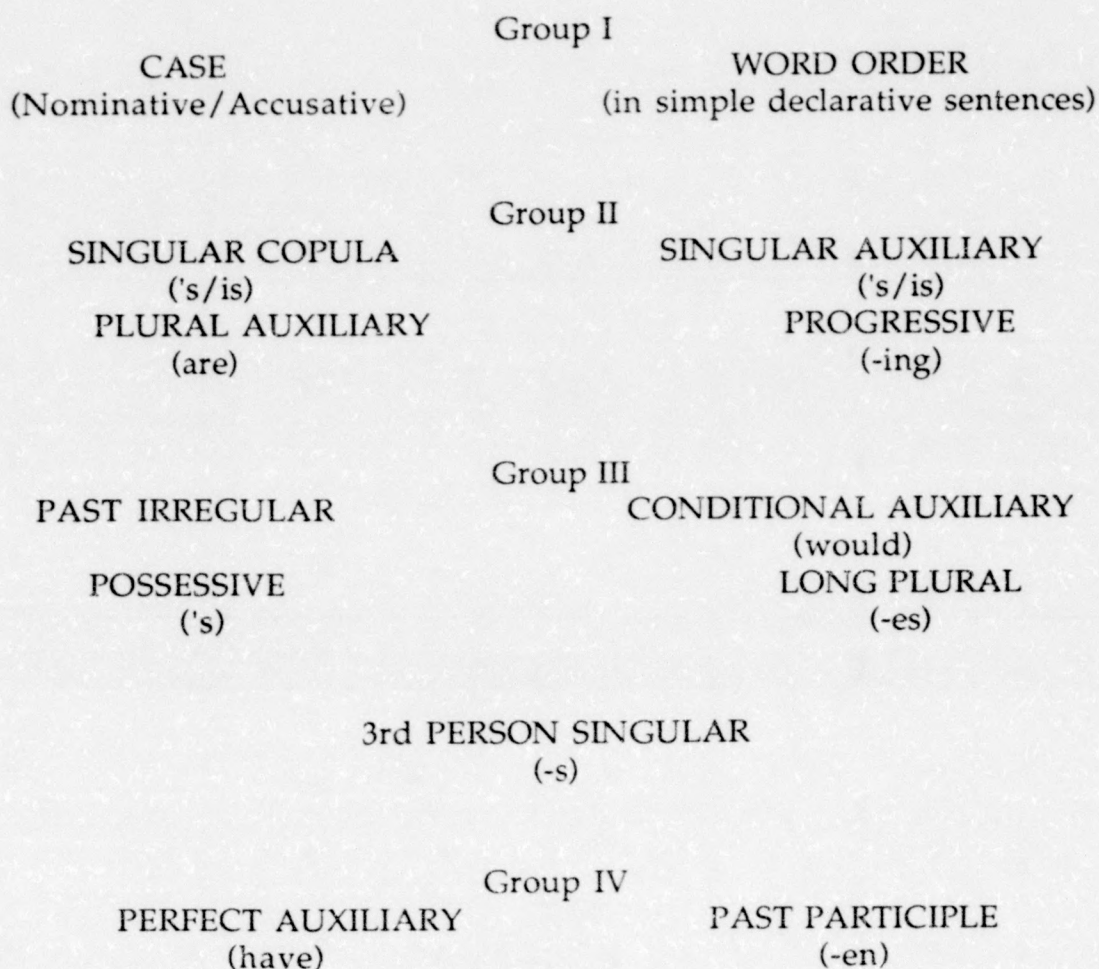 Group I
CASE WORD ORDER
(Nominative/Accusative) (in simple declarative sentences)
Group II
SINGULAR COPULA SINGULAR AUXILIARY
('s/is) ('s/is)
PLURAL AUXILIARY PROGRESSIVE
(are) (-ing)
Group III
PAST IRREGULAR CONDITIONAL AUXILIARY
(would)
POSSESSIVE LONG PLURAL
('s) (-es)
3rd PERSON SINGULAR
(-s)
Group IV
PERFECT AUXILIARY PAST PARTICIPLE
(have) (-en)